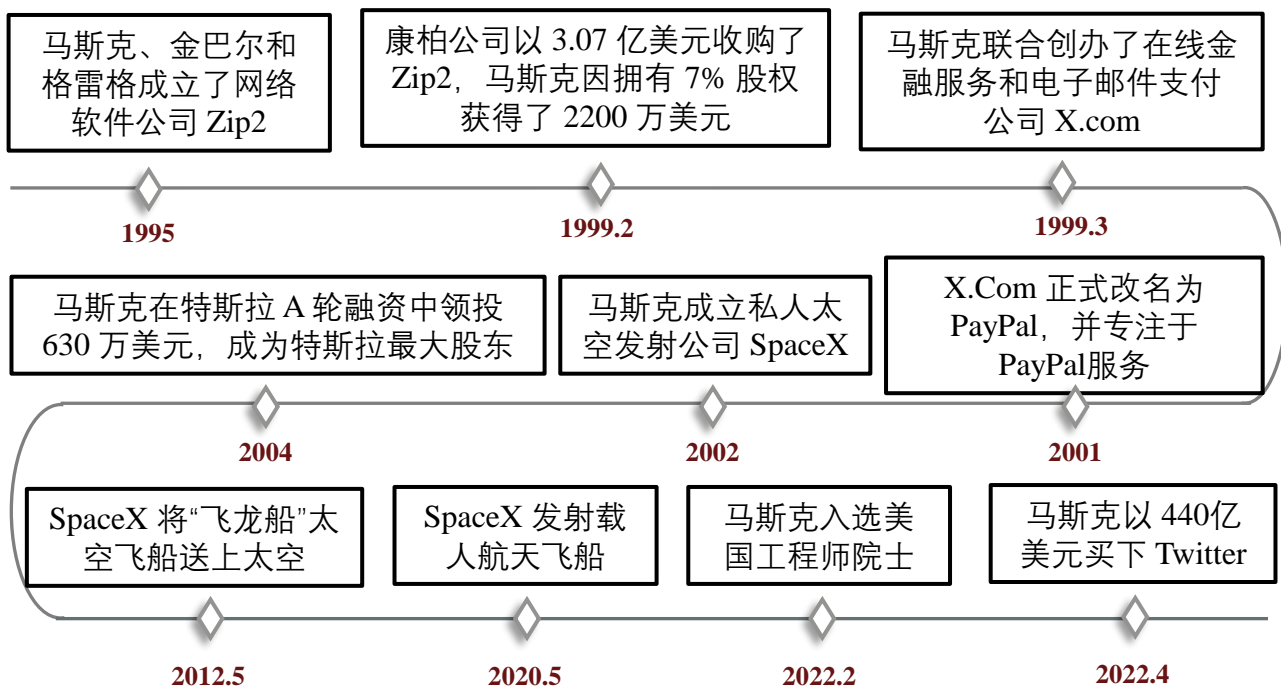 马斯克、金巴尔和
格雷格成立了网络
软件公司 Zip2
康柏公司以 3.07 亿美元收购了
Zip2，马斯克因拥有 7% 股权
获得了 2200 万美元
马斯克联合创办了在线金
融服务和电子邮件支付
公司 X.com
1995
1999.2
1999.3
X.Com 正式改名为
PayPal，并专注于
PayPal服务
马斯克成立私人太
空发射公司 SpaceX
马斯克在特斯拉 A 轮融资中领投
630 万美元，成为特斯拉最大股东
2001
2002
2004
SpaceX 将“飞龙船”太
空飞船送上太空
SpaceX 发射载
人航天飞船
马斯克入选美
国工程师院士
马斯克以 440亿
美元买下 Twitter
2012.5
2020.5
2022.2
2022.4